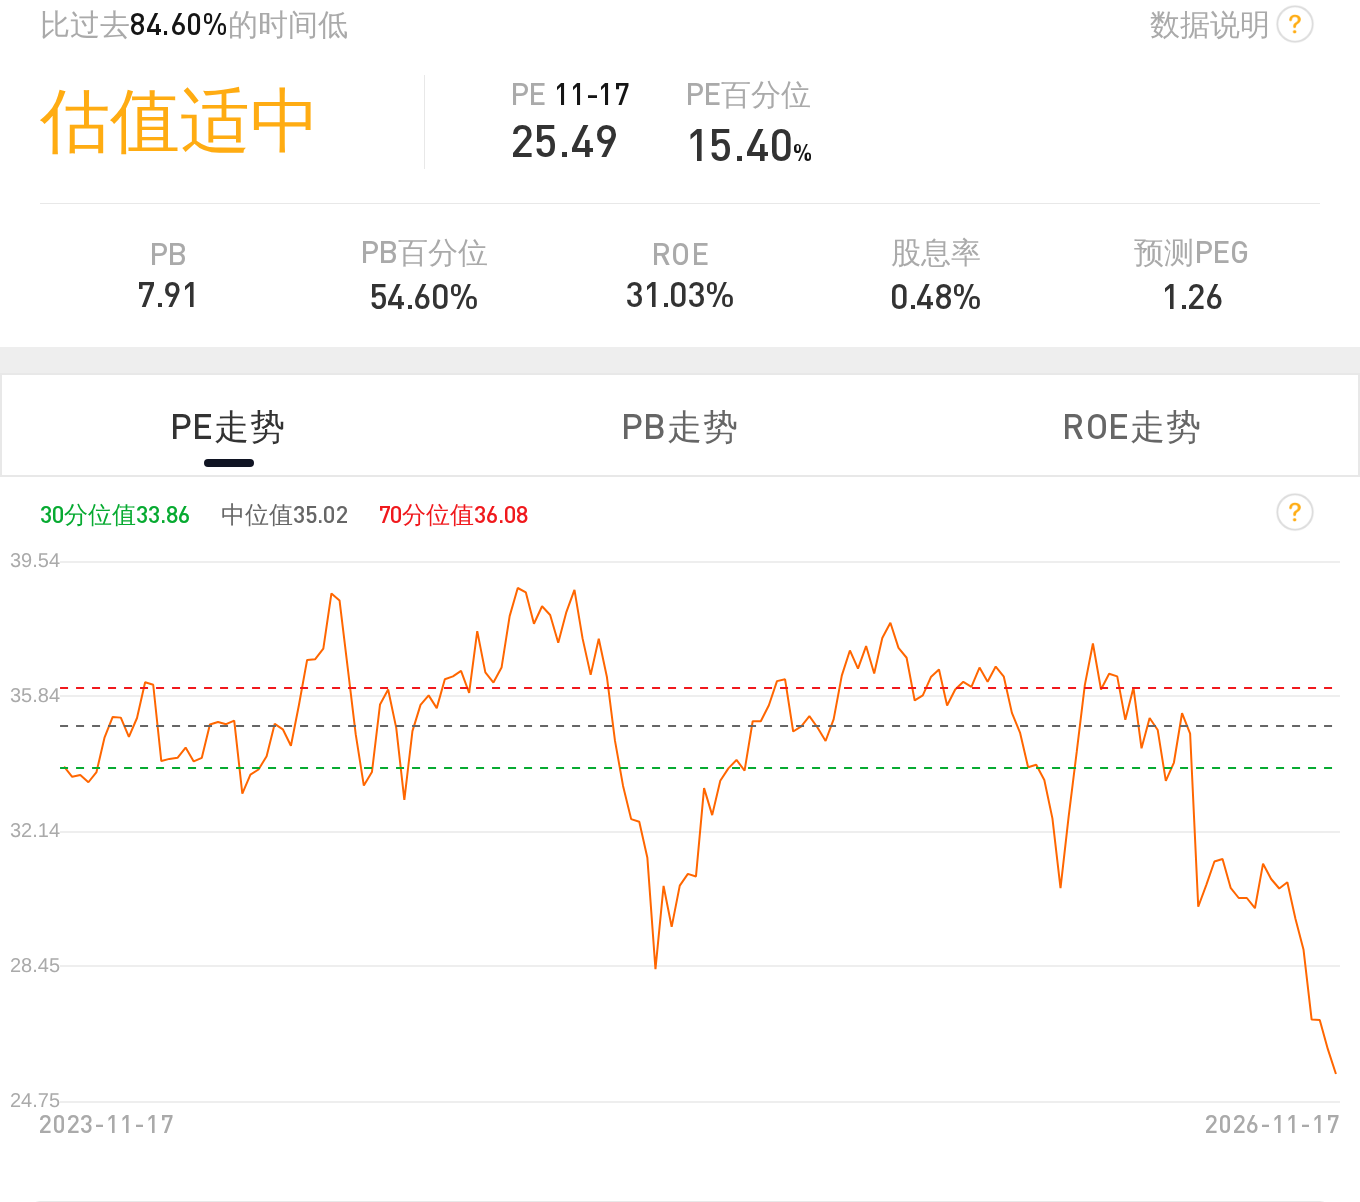 比过去84.60%的时间低 数据说明 ?
估值适中
PE 11-17 PE百分位
25.49 15.40%
PB PB百分位 ROE 股息率 预测PEG
7.91 54.60% 31.03% 0.48% 1.26
PE走势 PB走势 ROE走势
30分位值33.86 中位值35.02 70分位值36.08 ?
39.54
35.84
32.14
28.45
24.75
2023-11-17 2026-11-17